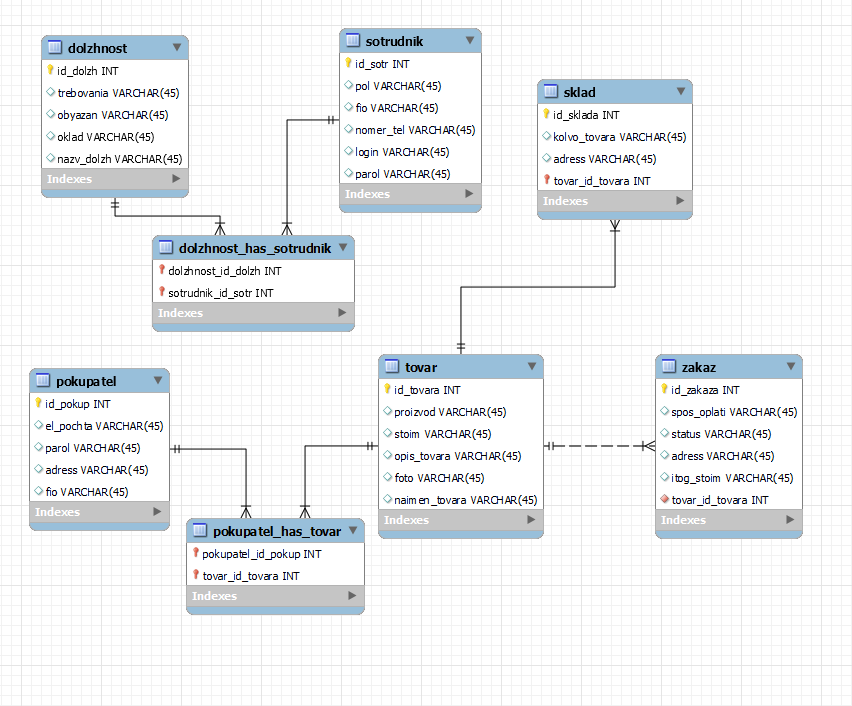 dolzhnost
id_dolzh INT
trebovania VARCHAR(45)
obyazan VARCHAR(45)
oklad VARCHAR(45)
nazv_dolzh VARCHAR(45)
Indexes
sotrudnik
id_sotr INT
pol VARCHAR(45)
fio VARCHAR(45)
nomer_tel VARCHAR(45)
login VARCHAR(45)
parol VARCHAR(45)
Indexes
sklad
id_sklada INT
kolvo_tovara VARCHAR(45)
adress VARCHAR(45)
tovar_id_tovara INT
Indexes
dolzhnost_has_sotrudnik
dolzhnost_id_dolzh INT
sotrudnik_id_sotr INT
Indexes
pokupatel
id_pokup INT
el_pochta VARCHAR(45)
parol VARCHAR(45)
adress VARCHAR(45)
fio VARCHAR(45)
Indexes
tovar
id_tovara INT
proizvod VARCHAR(45)
stoim VARCHAR(45)
opis_tovara VARCHAR(45)
foto VARCHAR(45)
naimen_tovara VARCHAR(45)
Indexes
zakaz
id_zakaza INT
spos_oplati VARCHAR(45)
status VARCHAR(45)
adress VARCHAR(45)
itog_stoim VARCHAR(45)
tovar_id_tovara INT
Indexes
pokupatel_has_tovar
pokupatel_id_pokup INT
tovar_id_tovara INT
Indexes